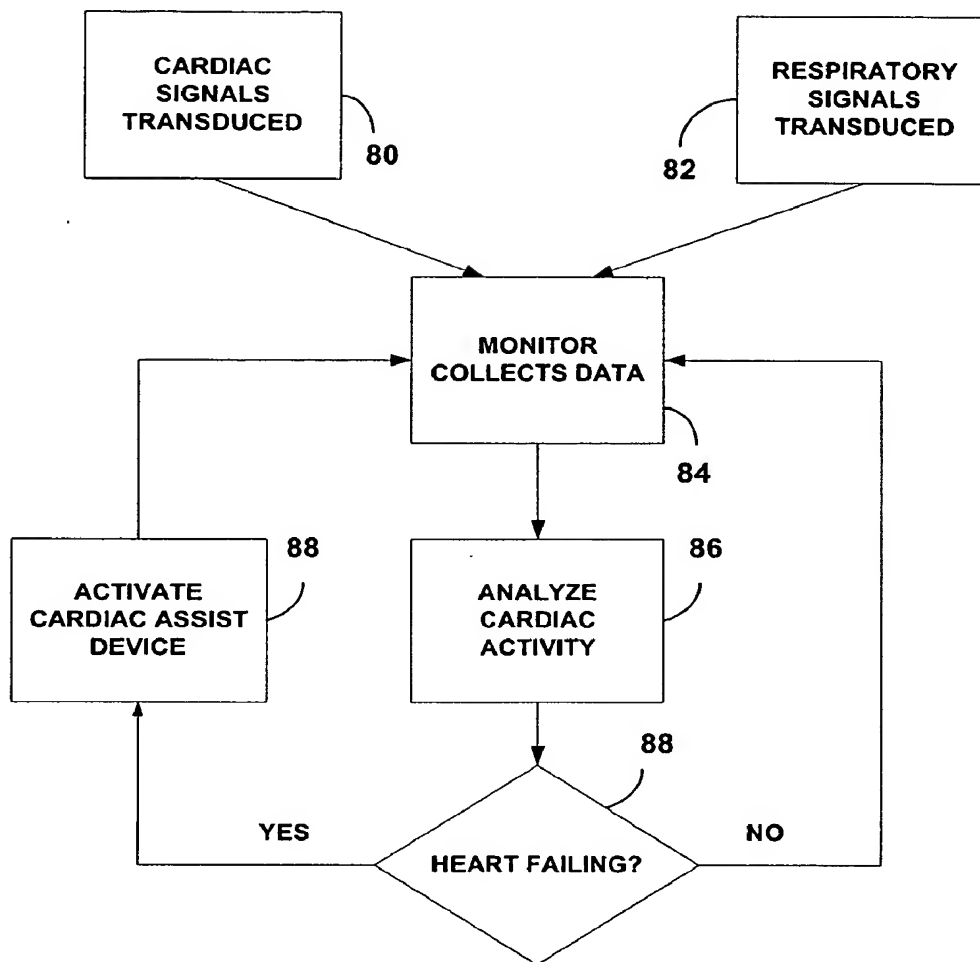 CARDIAC
SIGNALS
TRANSDUCED
80
RESPIRATORY
SIGNALS
TRANSDUCED
82
MONITOR
COLLECTS DATA
84
ACTIVATE
CARDIAC ASSIST
DEVICE
88
ANALYZE
CARDIAC
ACTIVITY
86
88
YES
NO
HEART FAILING?